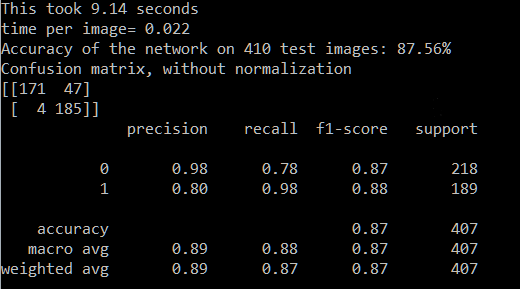 This took 9.14 seconds
time per image= 0.022
Accuracy of the network on 410 test images: 87.56%
Confusion matrix, without normalization
[[171  47]
 [  4 185]]
              precision    recall  f1-score   support

           0       0.98      0.78      0.87       218
           1       0.80      0.98      0.88       189

    accuracy                           0.87       407
   macro avg       0.89      0.88      0.87       407
weighted avg       0.89      0.87      0.87       407